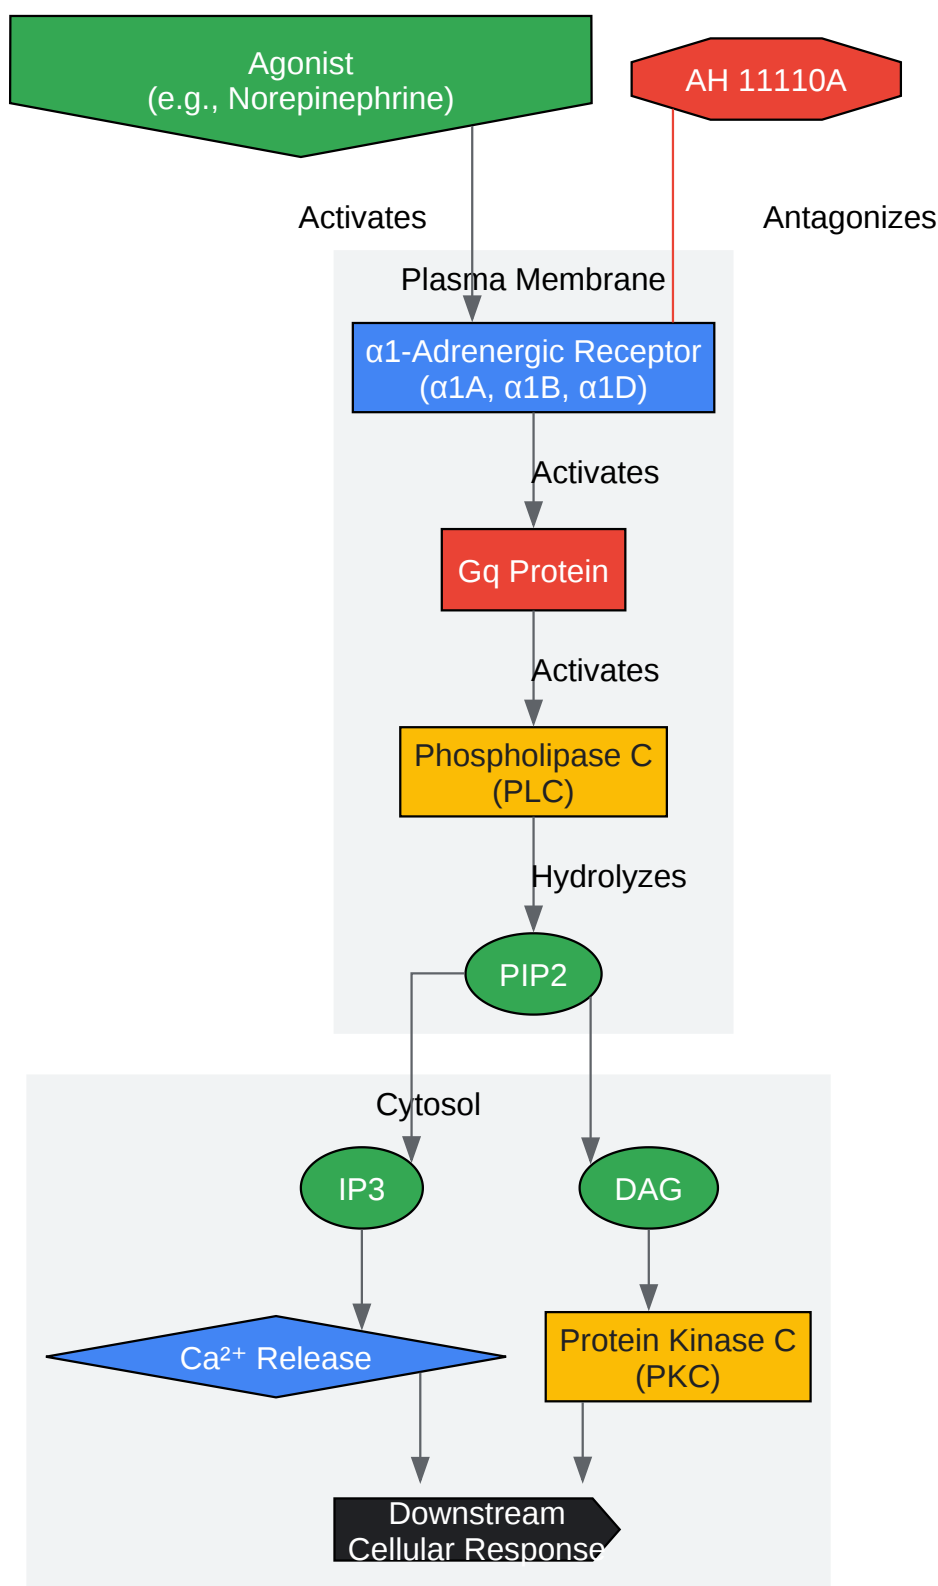 Agonist
(e.g., Norepinephrine)
AH 11110A
Activates
Antagonizes
Plasma Membrane
α1-Adrenergic Receptor
(α1A, α1B, α1D)
Activates
Gq Protein
Activates
Phospholipase C
(PLC)
Hydrolyzes
PIP2
Cytosol
IP3
DAG
Ca²⁺ Release
Protein Kinase C
(PKC)
Downstream
Cellular Response